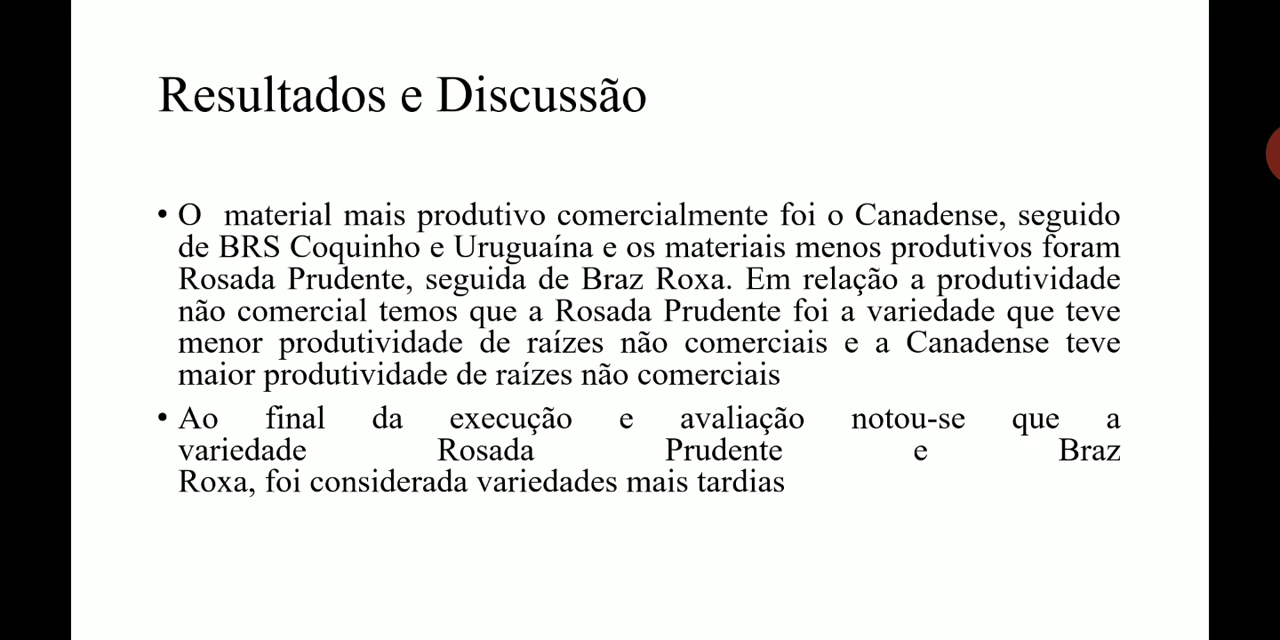 Resultados e Discussão
• O material mais produtivo comercialmente foi o Canadense, seguido
de BRS Coquinho e Uruguaína e os materiais menos produtivos foram
Rosada Prudente, seguida de Braz Roxa. Em relação a produtividade
não comercial temos que a Rosada Prudente foi a variedade que teve
menor produtividade de raízes não comerciais e a Canadense teve
maior produtividade de raízes não comerciais
• Ao final da execução e avaliação notou-se que a
variedade Rosada Prudente e Braz
Roxa, foi considerada variedades mais tardias